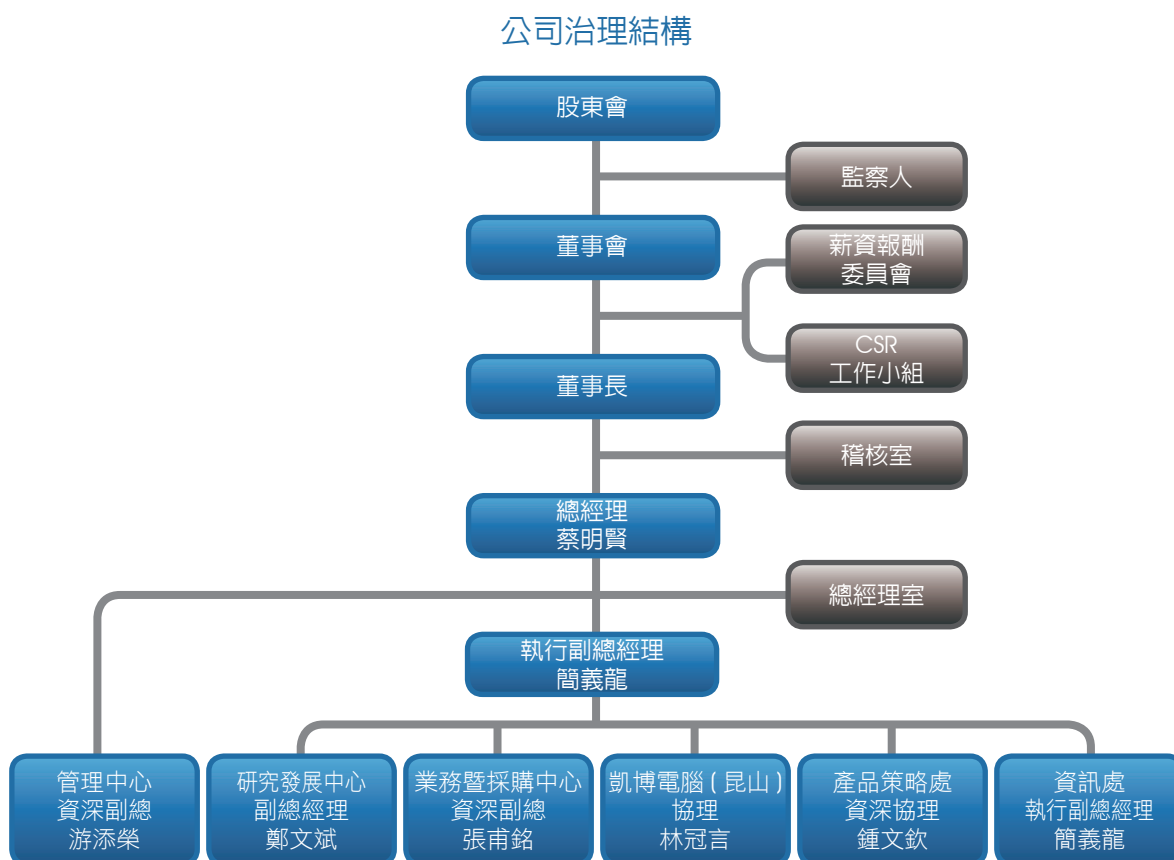 公司治理結構
股東會
監察人
董事會
薪資報酬
委員會
CSR
工作小組
董事長
稽核室
總經理
蔡明賢
總經理室
執行副總經理
簡義龍
管理中心
資深副總
游添榮
研究發展中心
副總經理
鄭文斌
業務暨採購中心
資深副總
張甫銘
凱博電腦 ( 昆山 )
協理
林冠言
產品策略處
資深協理
鍾文欽
資訊處
執行副總經理
簡義龍